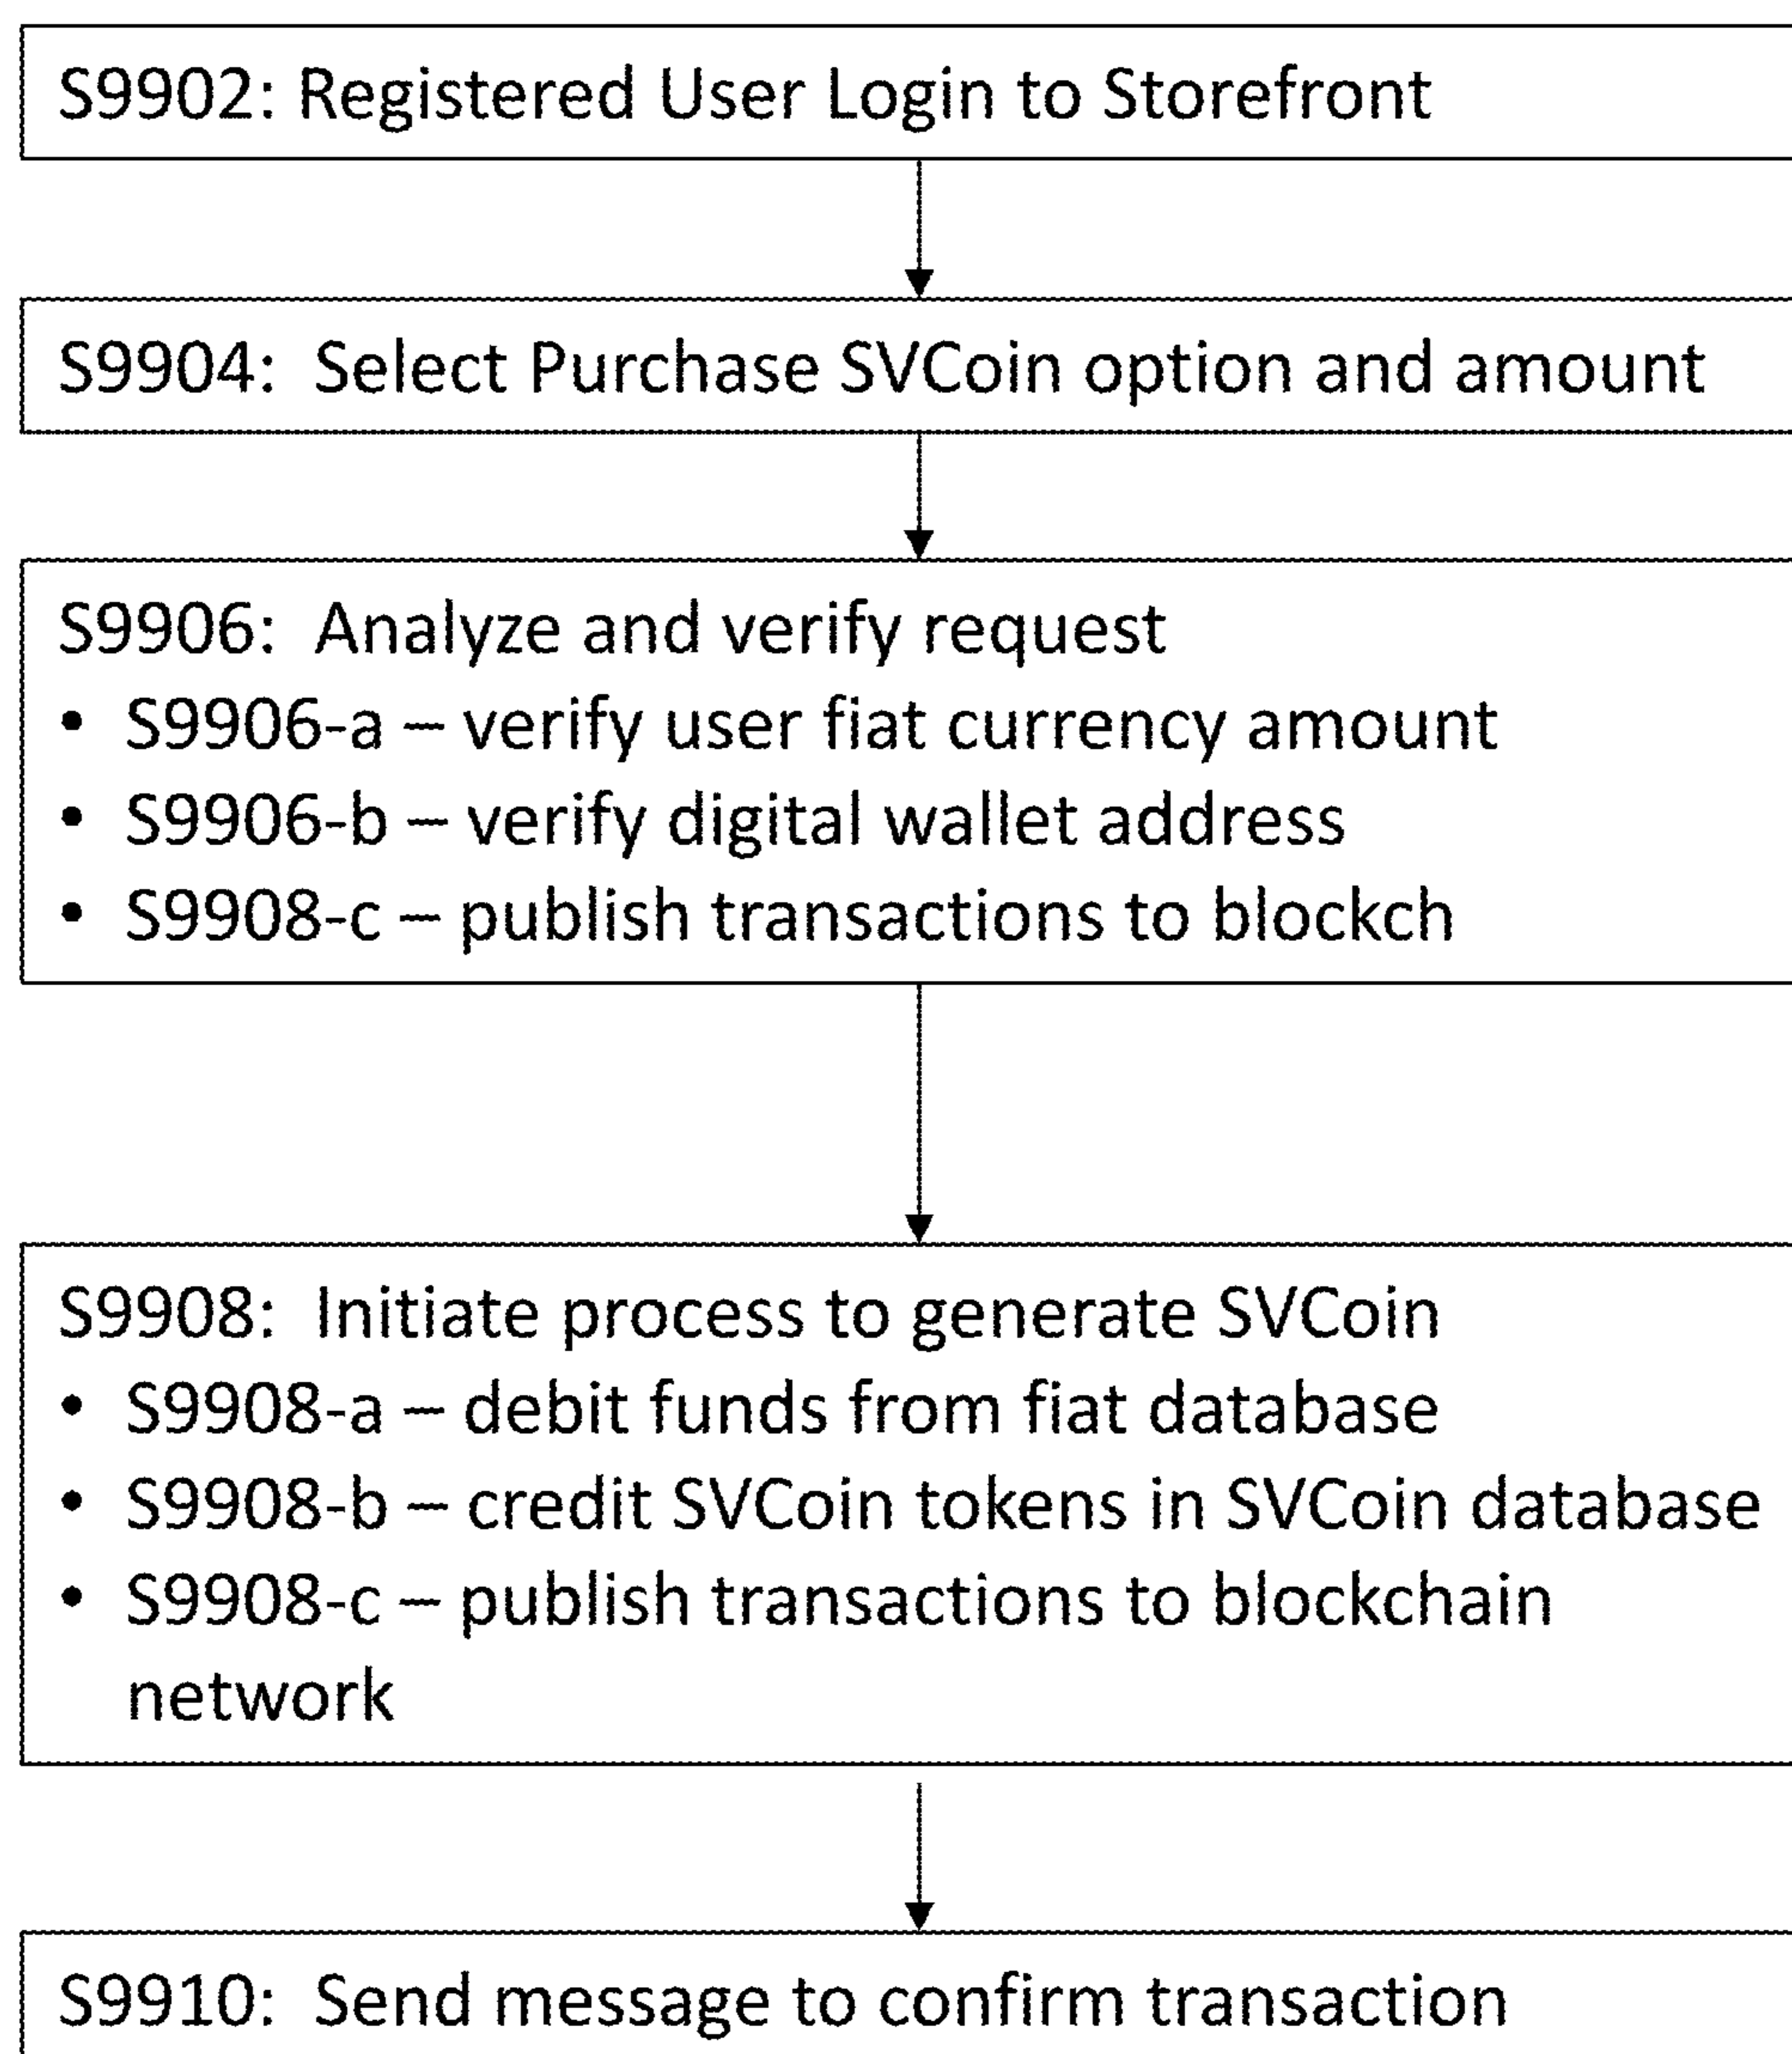 S9902: Registered User Login to Storefront
S9904: Select Purchase SVCoin option and amount
S9906: Analyze and verify request
• S9906-a – verify user fiat currency amount
• S9906-b – verify digital wallet address
• S9908-c – publish transactions to blockch
S9908: Initiate process to generate SVCoin
• S9908-a – debit funds from fiat database
• S9908-b – credit SVCoin tokens in SVCoin database
• S9908-c – publish transactions to blockchain
network
S9910: Send message to confirm transaction